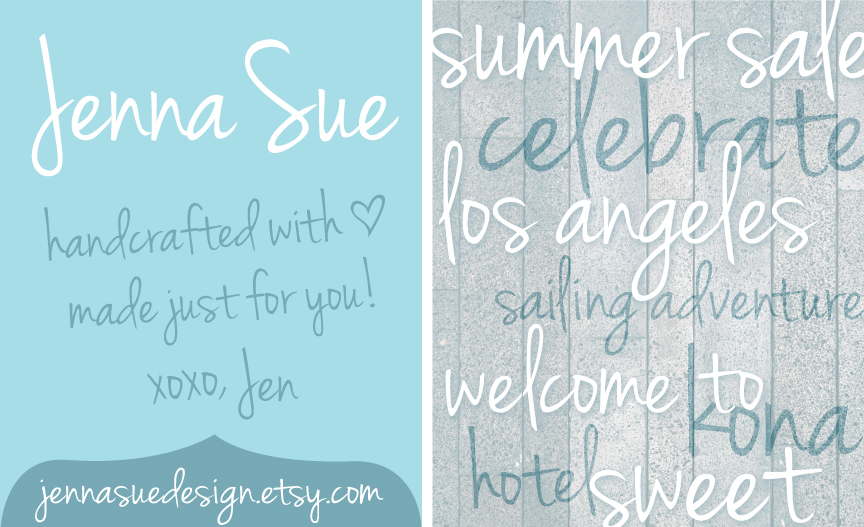 Jenna Sue
handcrafted with ♡
made just for you!
xoxo, Jen
jennasuedesign.etsy.com
summer sale
celebrate
los angeles
sailing adventure
welcome to
kona
hotel
sweet